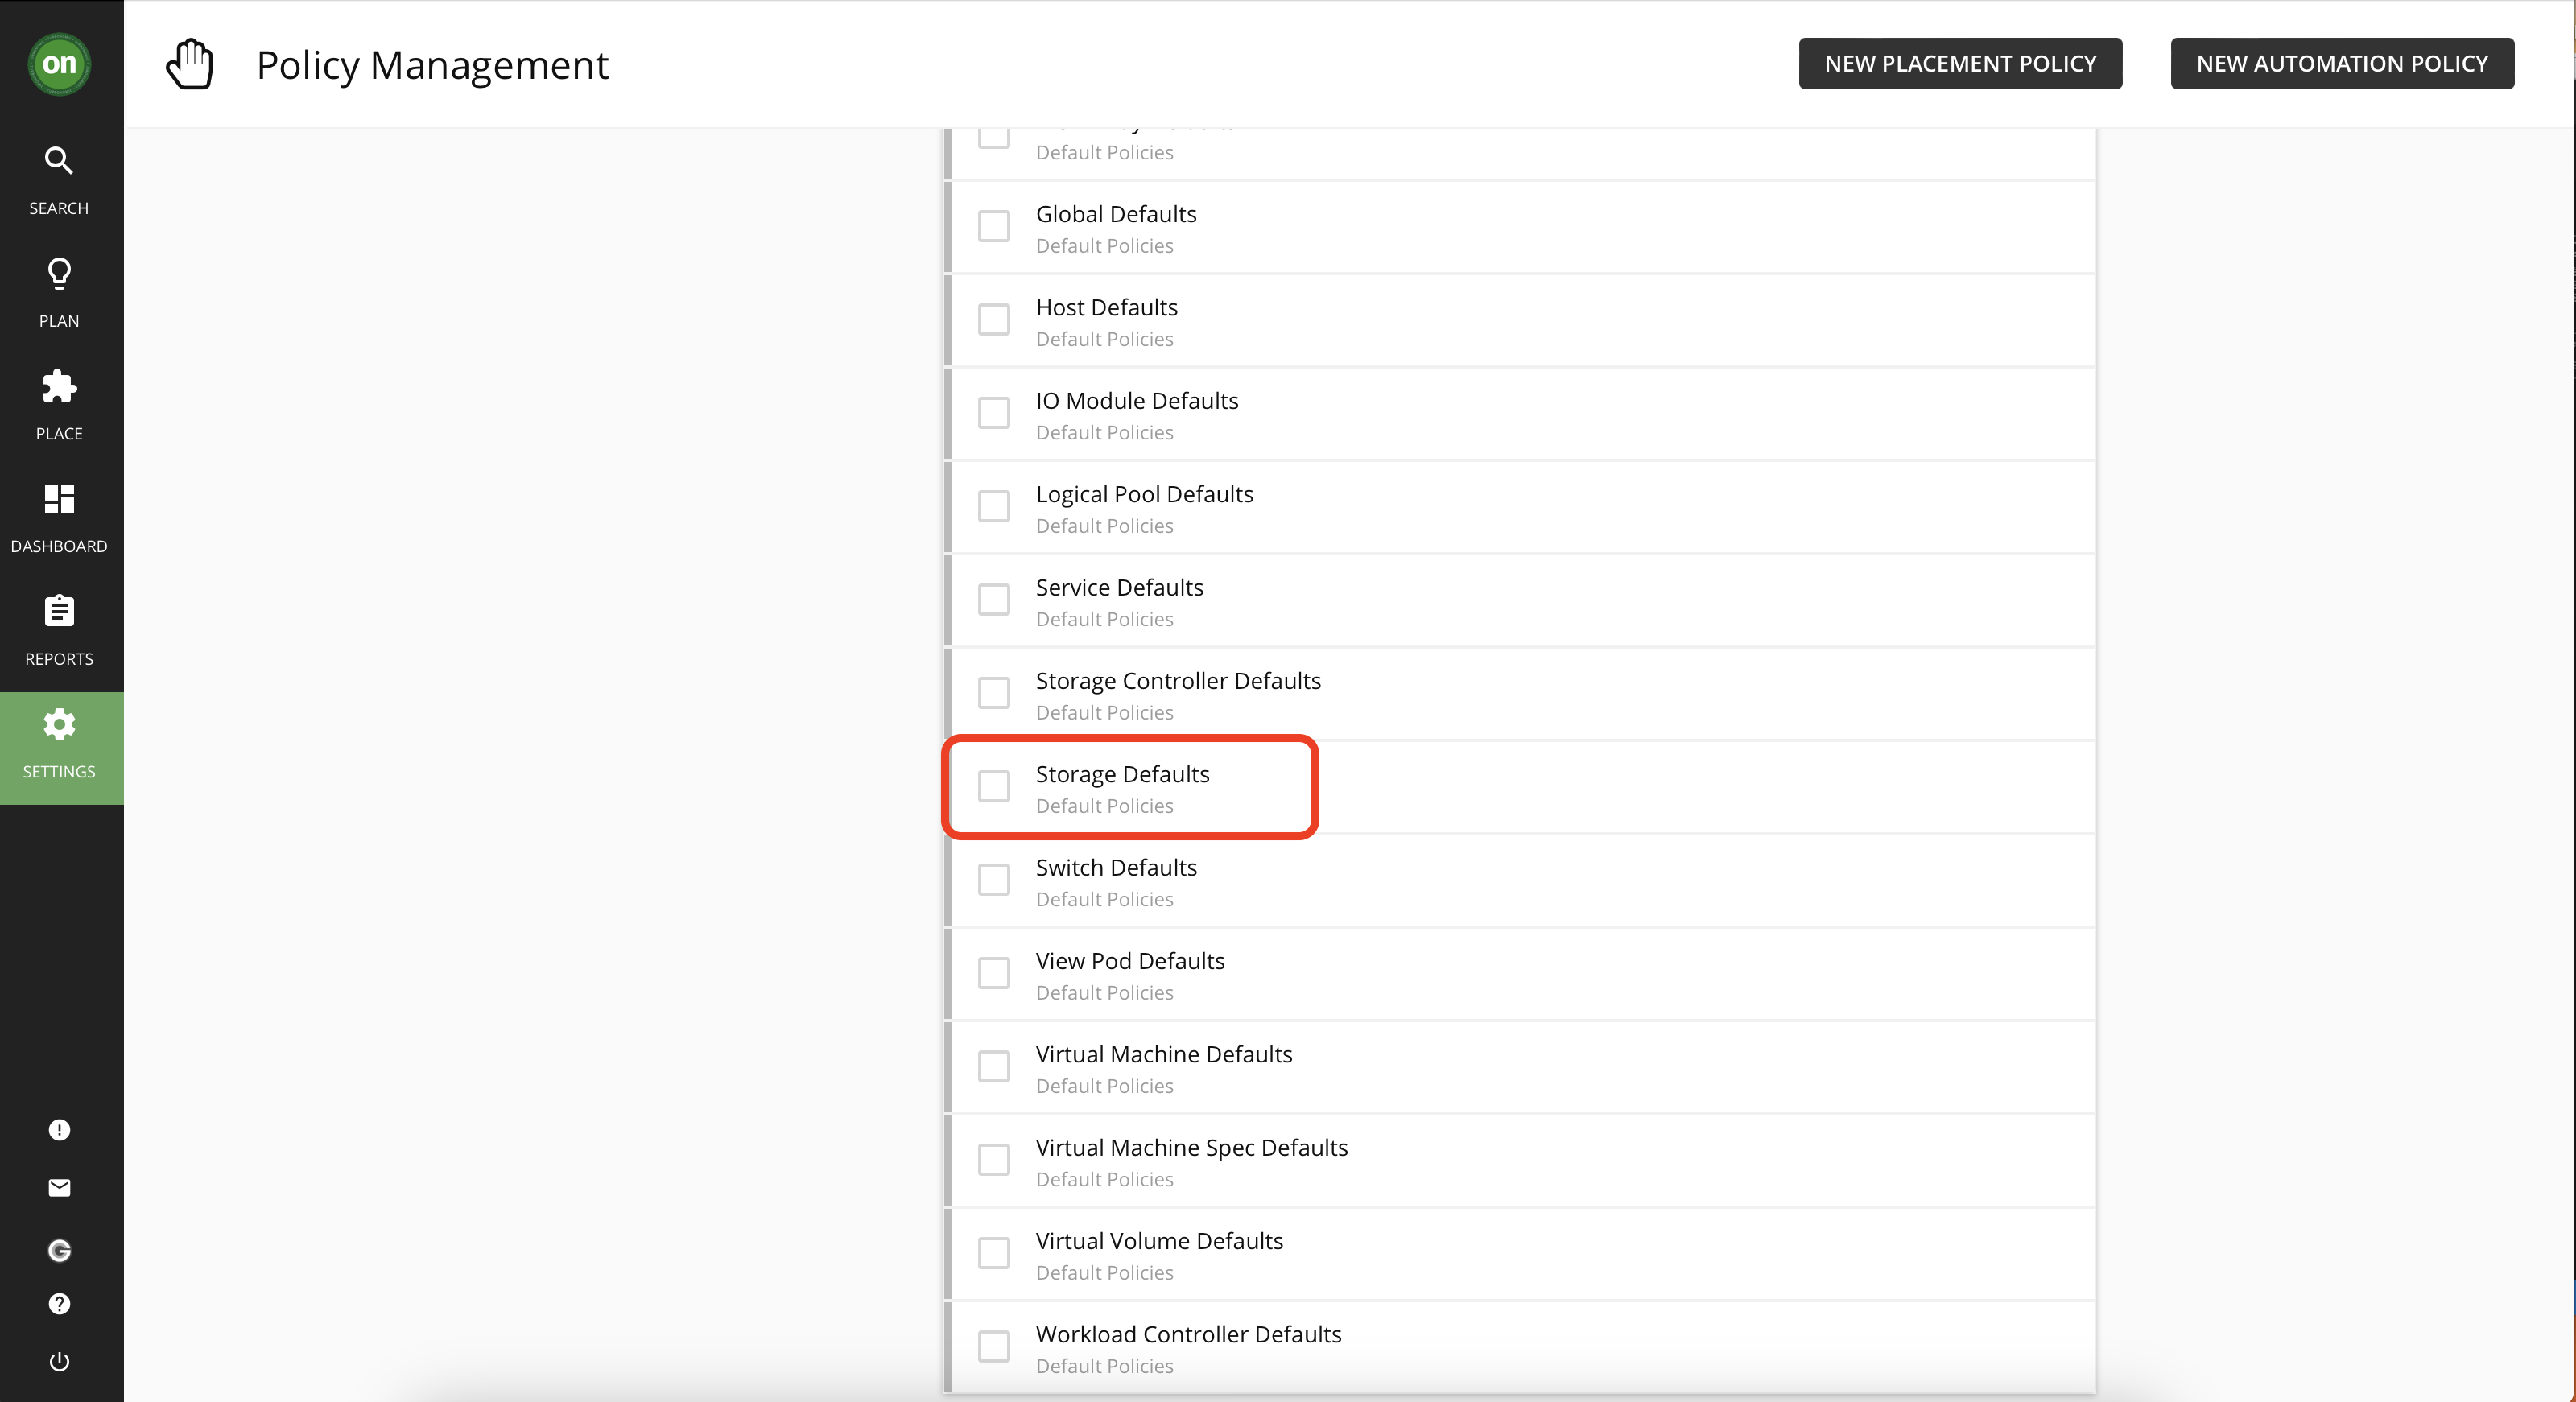 on
Policy Management
NEW PLACEMENT POLICY
NEW AUTOMATION POLICY
SEARCH
PLAN
PLACE
DASHBOARD
REPORTS
SETTINGS
Default Policies
Global Defaults
Default Policies
Host Defaults
Default Policies
IO Module Defaults
Default Policies
Logical Pool Defaults
Default Policies
Service Defaults
Default Policies
Storage Controller Defaults
Default Policies
Storage Defaults
Default Policies
Switch Defaults
Default Policies
View Pod Defaults
Default Policies
Virtual Machine Defaults
Default Policies
Virtual Machine Spec Defaults
Default Policies
Virtual Volume Defaults
Default Policies
Workload Controller Defaults
Default Policies